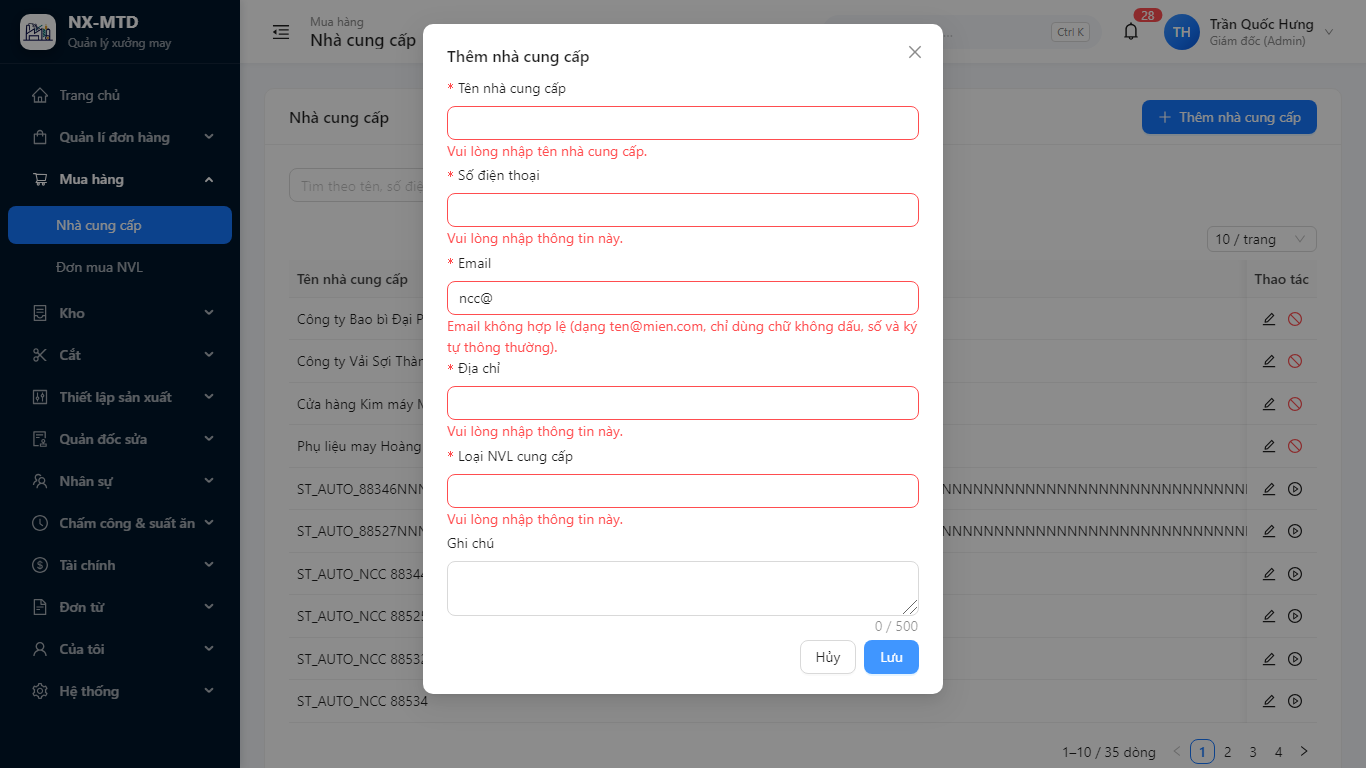 NX-MTD
Quản lý xưởng may
Trang chủ
Quản lí đơn hàng
Mua hàng
Nhà cung cấp
Đơn mua NVL
Kho
Cắt
Thiết lập sản xuất
Quản đốc sửa
Nhân sự
Chấm công & suất ăn
Tài chính
Đơn từ
Của tôi
Hệ thống
Mua hàng
Nhà cung cấp
Ctrl K
28
TH
Trần Quốc Hưng
Giám đốc (Admin)
Nhà cung cấp
Thêm nhà cung cấp
Tìm theo tên, số
10 / trang
Tên nhà cung cấp
Thao tác
Công ty Bao bì Đại
Công ty Vải Sợi
Cửa hàng Kim máy
Phụ liệu may Hoàng
ST_AUTO_88346NNN
ST_AUTO_88527NNN
ST_AUTO_NCC 8834
ST_AUTO_NCC 8852
ST_AUTO_NCC 8853
ST_AUTO_NCC 88534
1–10 / 35 dòng
1
2
3
4
Thêm nhà cung cấp
* Tên nhà cung cấp
Vui lòng nhập tên nhà cung cấp.
* Số điện thoại
Vui lòng nhập thông tin này.
* Email
ncc@
Email không hợp lệ (dạng ten@mien.com, chỉ dùng chữ không dấu, số và ký
tự thông thường).
* Địa chỉ
Vui lòng nhập thông tin này.
* Loại NVL cung cấp
Vui lòng nhập thông tin này.
Ghi chú
0 / 500
Hủy
Lưu